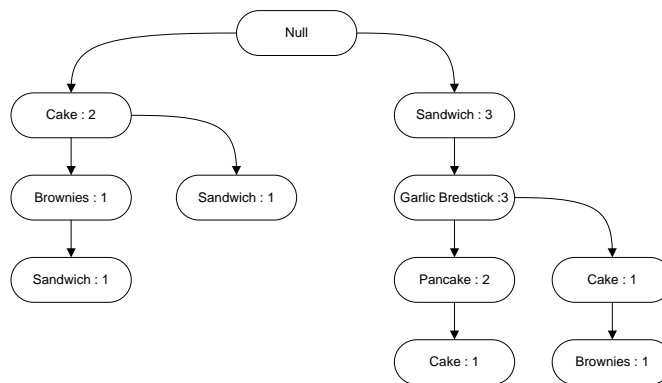 Null
Cake : 2
Sandwich : 3
Brownies : 1
Sandwich : 1
Garlic Bredstick :3
Sandwich : 1
Pancake : 2
Cake : 1
Cake : 1
Brownies : 1